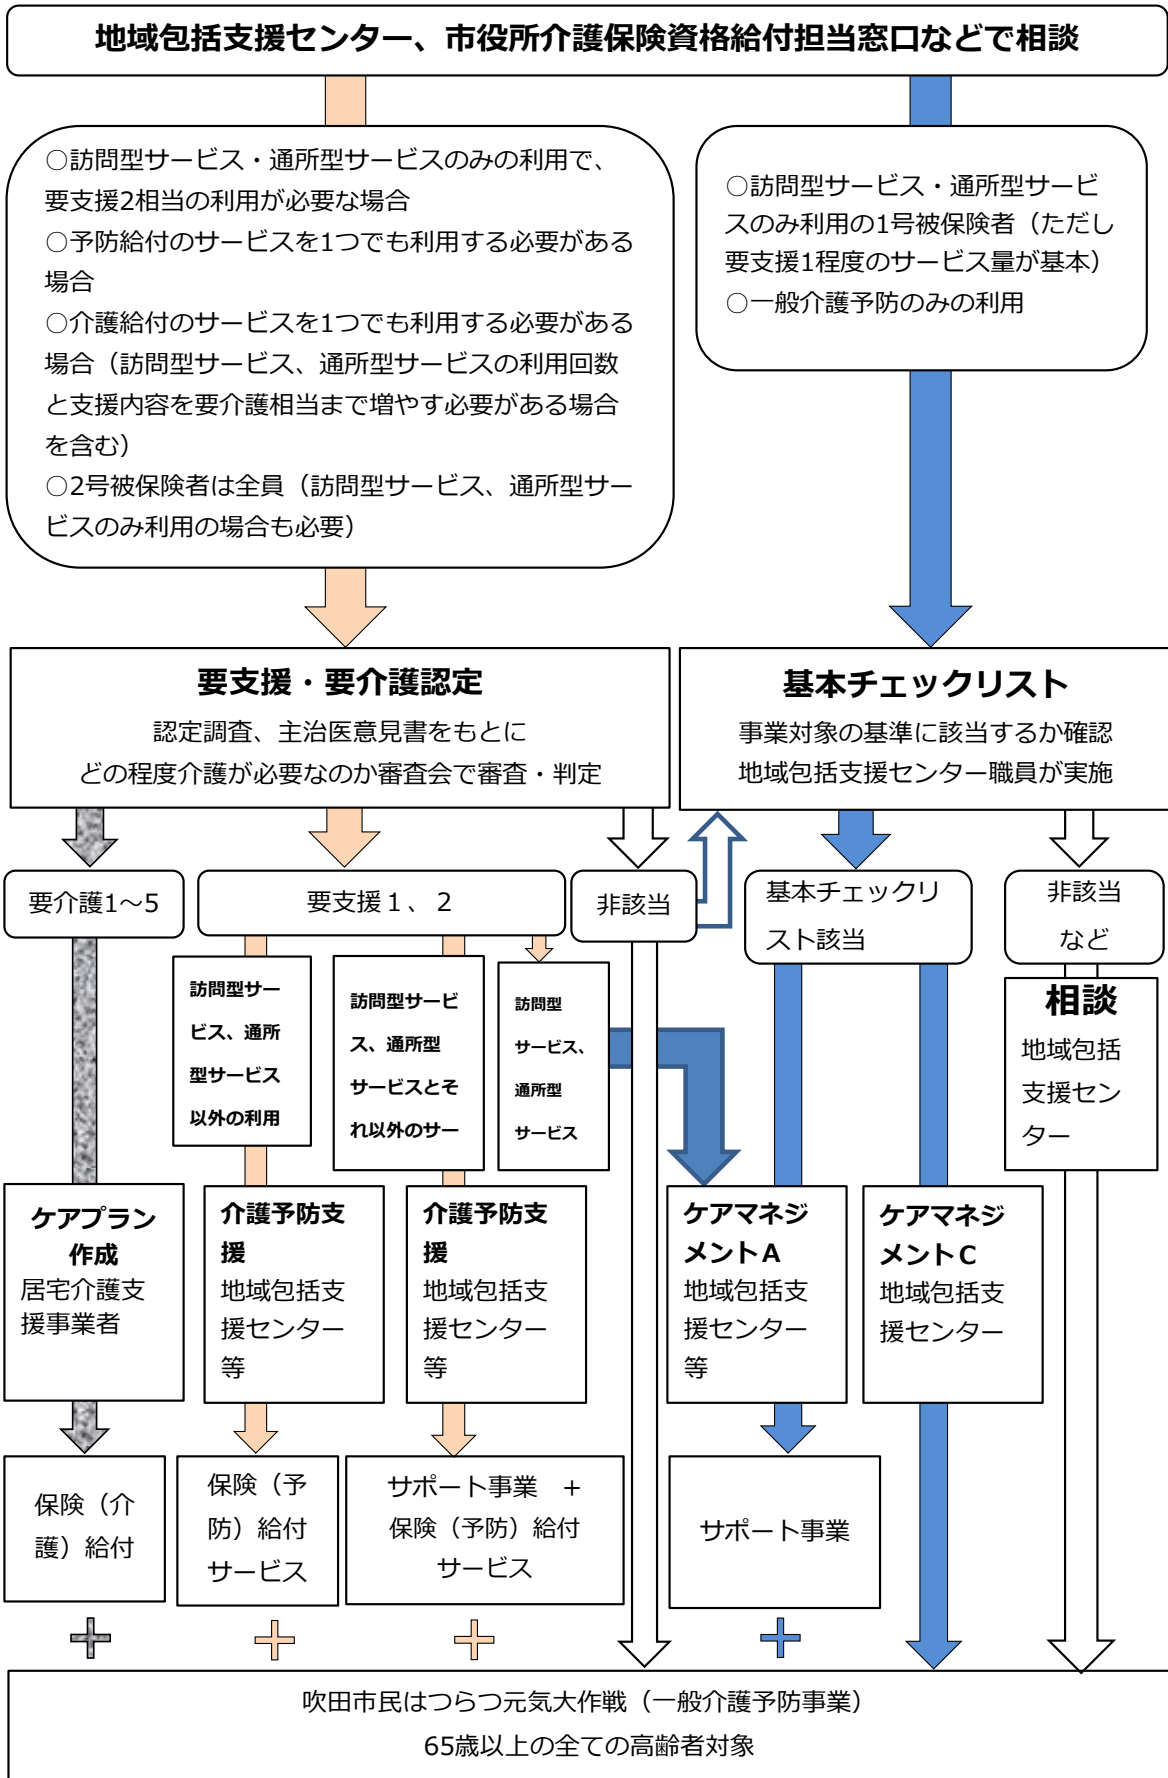 地域包括支援センター、市役所介護保険資格給付担当窓口などで相談
○訪問型サービス・通所型サービスのみの利用で、
要支援2相当の利用が必要な場合
○予防給付のサービスを1つでも利用する必要がある
場合
○介護給付のサービスを1つでも利用する必要がある
場合（訪問型サービス、通所型サービスの利用回数
と支援内容を要介護相当まで増やす必要がある場合
を含む）
○2号被保険者は全員（訪問型サービス、通所型サー
ビスのみ利用の場合も必要）
○訪問型サービス・通所型サービ
スのみ利用の1号被保険者（ただし
要支援1程度のサービス量が基本）
○一般介護予防のみの利用
要支援・要介護認定
認定調査、主治医意見書をもとに
どの程度介護が必要なのか審査会で審査・判定
基本チェックリスト
事業対象の基準に該当するか確認
地域包括支援センター職員が実施
要介護1～5
要支援１、２
非該当
基本チェックリ
スト該当
非該当
など
訪問型サー
ビス、通所
型サービス
以外の利用
訪問型サービ
ス、通所型
サービスとそ
れ以外のサー
訪問型
サービス、
通所型
サービス
相談
地域包括
支援セン
ター
ケアプラン
作成
居宅介護支
援事業者
介護予防支
援
地域包括支
援センター
等
介護予防支
援
地域包括支
援センター
等
ケアマネジ
メントＡ
地域包括支
援センター
等
ケアマネジ
メントＣ
地域包括支
援センター
保険（介
護）給付
保険（予
防）給付
サービス
サポート事業　+
保険（予防）給付
サービス
サポート事業
吹田市民はつらつ元気大作戦（一般介護予防事業）
65歳以上の全ての高齢者対象